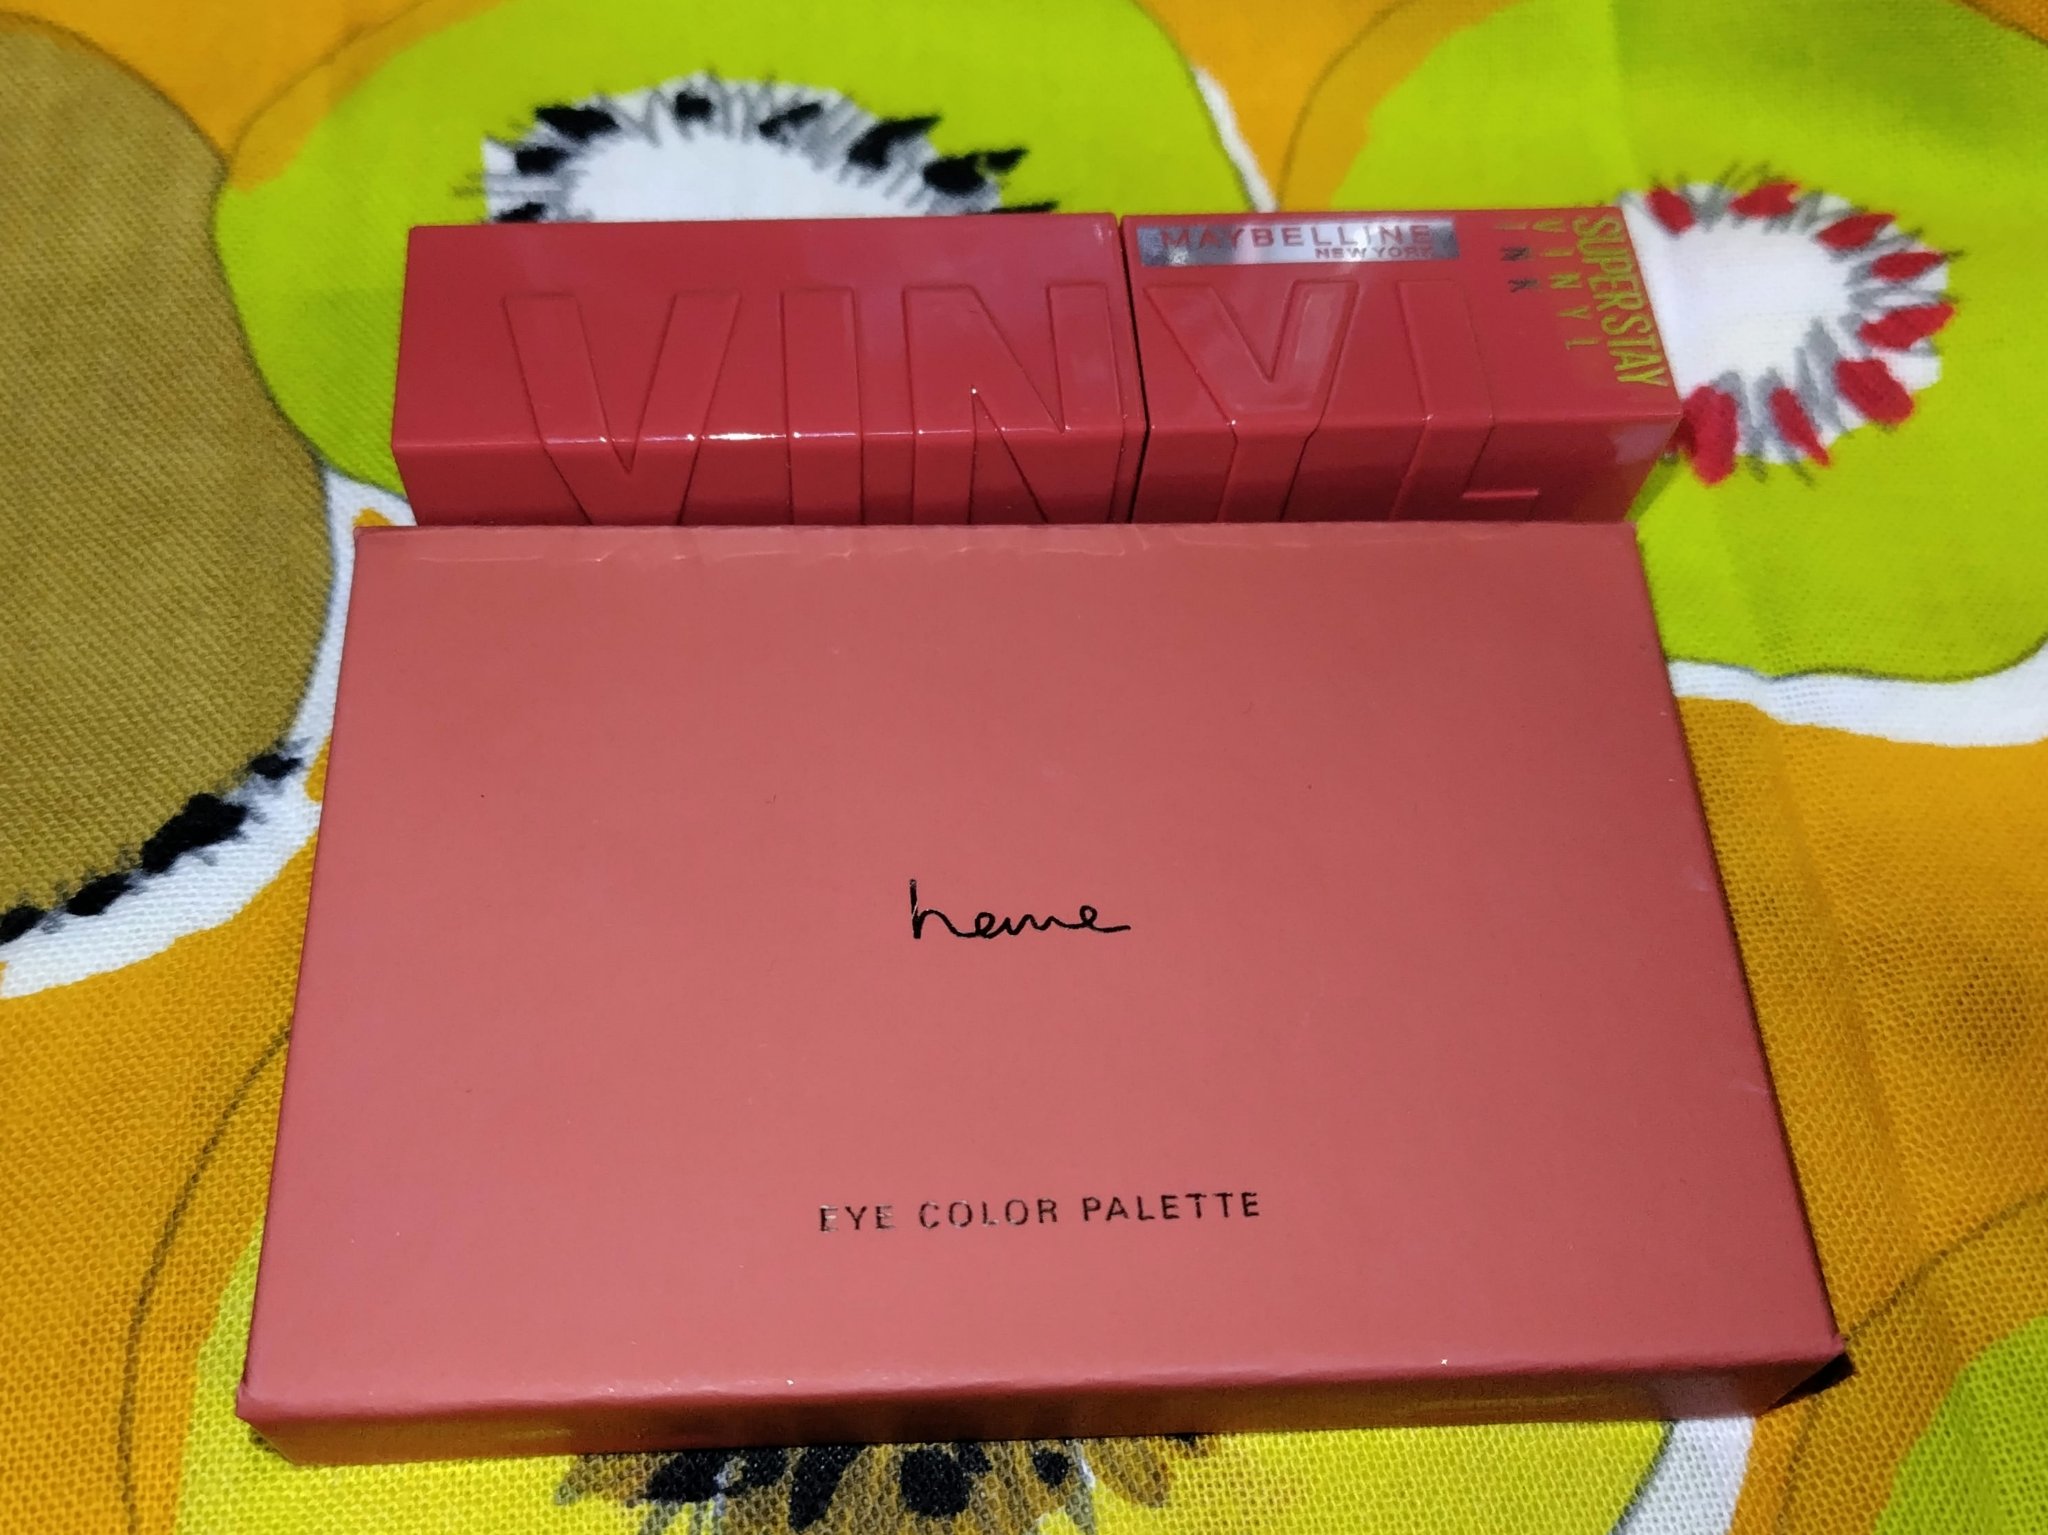 VINYL
MAYBELLINE
NEW YORK
SUPERSTAY
VINYL
INK
heme
EYE COLOR PALETTE